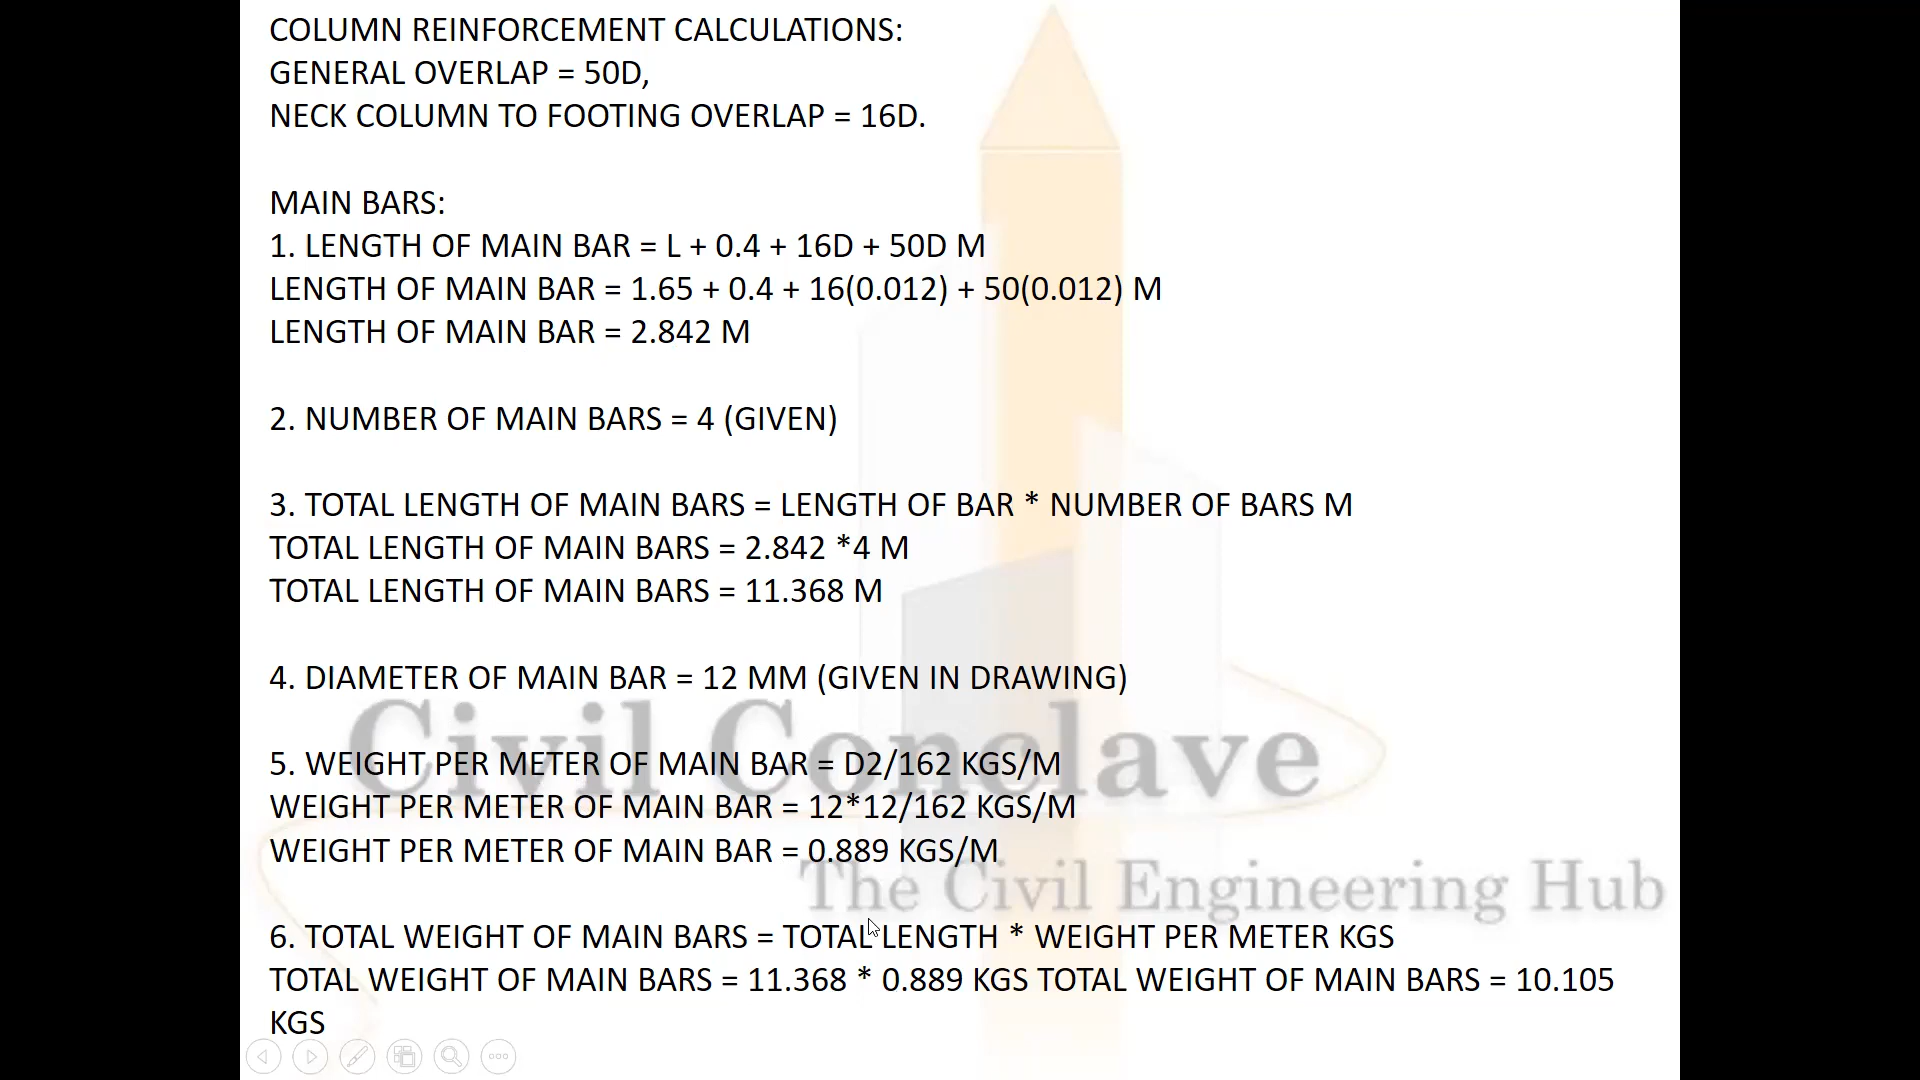 COLUMN REINFORCEMENT CALCULATIONS:
GENERAL OVERLAP = 50D,
NECK COLUMN TO FOOTING OVERLAP = 16D.
MAIN BARS:
1. LENGTH OF MAIN BAR = L + 0.4 + 16D + 50D M
LENGTH OF MAIN BAR = 1.65 + 0.4 + 16(0.012) + 50(0.012) M
LENGTH OF MAIN BAR = 2.842 M
2. NUMBER OF MAIN BARS = 4 (GIVEN)
3. TOTAL LENGTH OF MAIN BARS = LENGTH OF BAR * NUMBER OF BARS M
TOTAL LENGTH OF MAIN BARS = 2.842 *4 M
TOTAL LENGTH OF MAIN BARS = 11.368 M
4. DIAMETER OF MAIN BAR = 12 MM (GIVEN IN DRAWING)
Civil Conclave
5. WEIGHT PER METER OF MAIN BAR = D2/162 KGS/M
WEIGHT PER METER OF MAIN BAR = 12*12/162 KGS/M
WEIGHT PER METER OF MAIN BAR = 0.889 KGS/M
The Civil Engineering Hub
6. TOTAL WEIGHT OF MAIN BARS = TOTAL LENGTH * WEIGHT PER METER KGS
TOTAL WEIGHT OF MAIN BARS = 11.368 * 0.889 KGS TOTAL WEIGHT OF MAIN BARS = 10.105
KGS